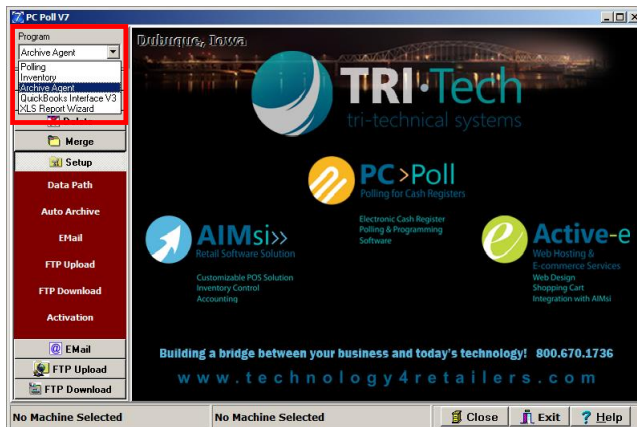 PC Poll V7
Program
Archive Agent
Polling
Inventory
Archive Agent
QuickBooks Interface V3
XLS Report Wizard
Merge
Setup
Data Path
Auto Archive
EMail
FTP Upload
FTP Download
Activation
EMail
FTP Upload
FTP Download
Dubuque, Iowa
TRI·Tech
tri-technical systems
PC>Poll
Polling for Cash Registers
Electronic Cash Register
Polling & Programming
Software
AIMsi>>
Retail Software Solution
Customizable POS Solution
Inventory Control
Accounting
Active-e
Web Hosting &
E-commerce Services
Web Design
Shopping Cart
Integration with AIMsi
Building a bridge between your business and today's technology! 800.670.1736
www.technology4retailers.com
No Machine Selected
No Machine Selected
Close
Exit
? Help